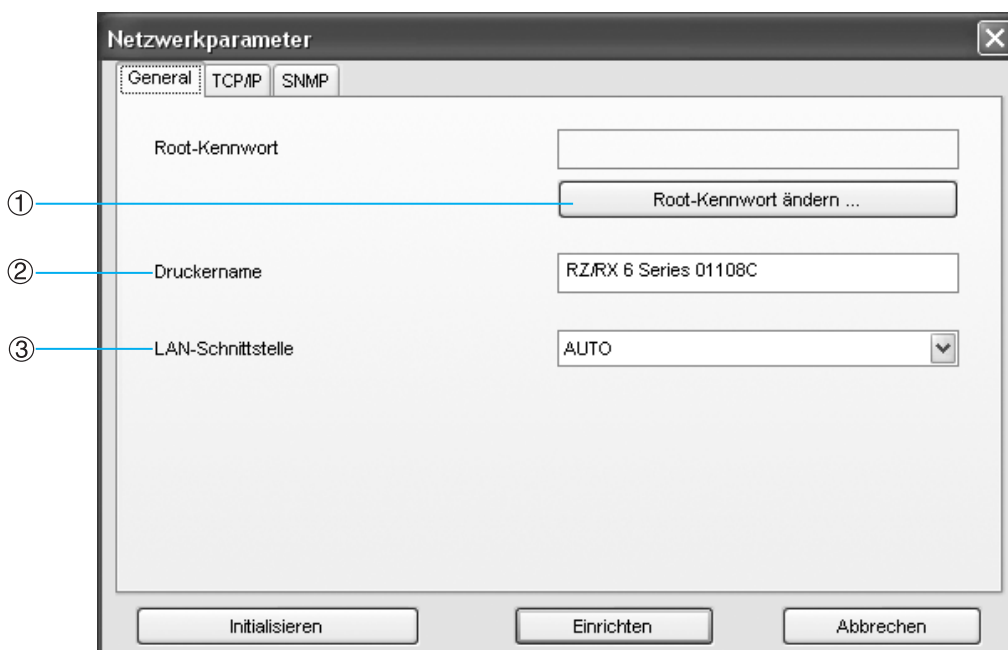 Netzwerkparameter
General TCP/IP SNMP
Root-Kennwort
① Root-Kennwort ändern ...
② Druckername RZ/RX 6 Series 01108C
③ LAN-Schnittstelle AUTO
Initialisieren Einrichten Abbrechen